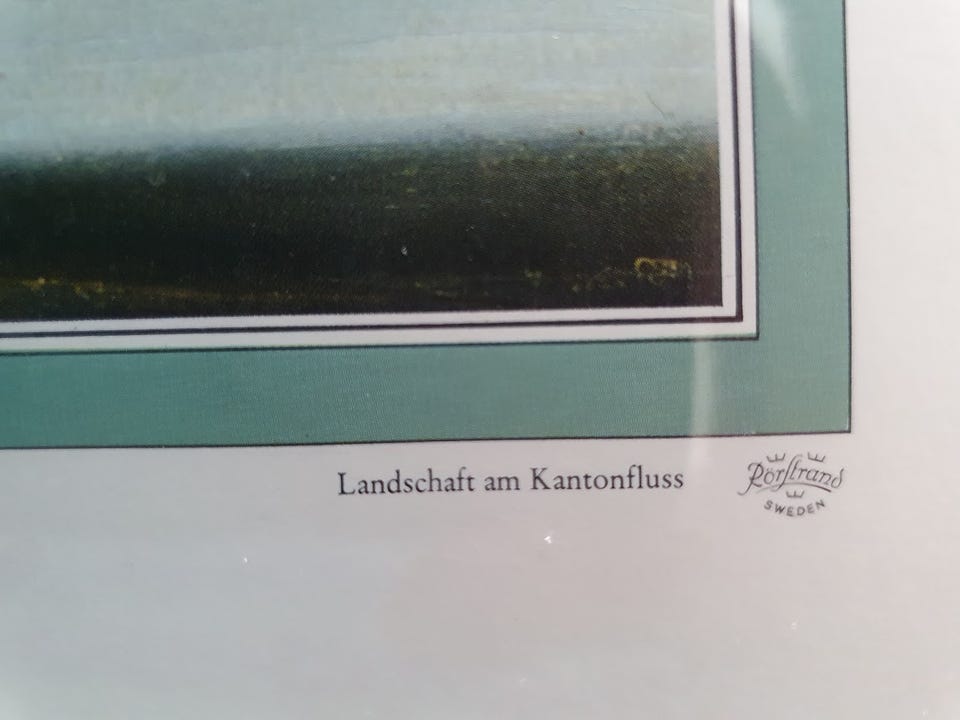 Landschaft am Kantonfluss
Rörstrand
SWEDEN